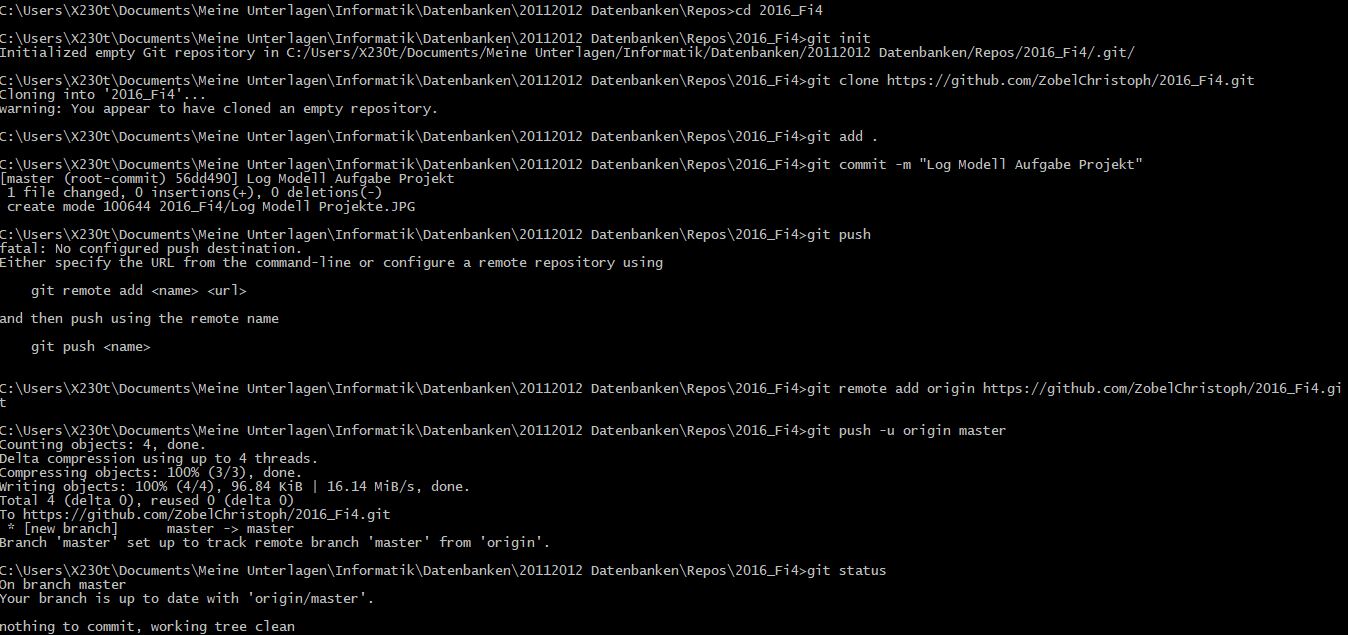 C:\Users\X230t\Documents\Meine Unterlagen\Informatik\Datenbanken\20112012 Datenbanken\Repos>cd 2016_Fi4
C:\Users\X230t\Documents\Meine Unterlagen\Informatik\Datenbanken\20112012 Datenbanken\Repos\2016_Fi4>git init
Initialized empty Git repository in C:/Users/X230t/Documents/Meine Unterlagen/Informatik/Datenbanken/20112012 Datenbanken/Repos/2016_Fi4/.git/
C:\Users\X230t\Documents\Meine Unterlagen\Informatik\Datenbanken\20112012 Datenbanken\Repos\2016_Fi4>git clone https://github.com/ZobelChristoph/2016_Fi4.git
Cloning into '2016_Fi4'...
warning: You appear to have cloned an empty repository.
C:\Users\X230t\Documents\Meine Unterlagen\Informatik\Datenbanken\20112012 Datenbanken\Repos\2016_Fi4>git add .
C:\Users\X230t\Documents\Meine Unterlagen\Informatik\Datenbanken\20112012 Datenbanken\Repos\2016_Fi4>git commit -m "Log Modell Aufgabe Projekt"
[master (root-commit) 56dd490] Log Modell Aufgabe Projekt
1 file changed, 0 insertions(+), 0 deletions(-)
create mode 100644 2016_Fi4/Log Modell Projekte.JPG
C:\Users\X230t\Documents\Meine Unterlagen\Informatik\Datenbanken\20112012 Datenbanken\Repos\2016_Fi4>git push
fatal: No configured push destination.
Either specify the URL from the command-line or configure a remote repository using
git remote add <name> <url>
and then push using the remote name
git push <name>
C:\Users\X230t\Documents\Meine Unterlagen\Informatik\Datenbanken\20112012 Datenbanken\Repos\2016_Fi4>git remote add origin https://github.com/ZobelChristoph/2016_Fi4.gi
t
C:\Users\X230t\Documents\Meine Unterlagen\Informatik\Datenbanken\20112012 Datenbanken\Repos\2016_Fi4>git push -u origin master
Counting objects: 4, done.
Delta compression using up to 4 threads.
Compressing objects: 100% (3/3), done.
Writing objects: 100% (4/4), 96.84 KiB | 16.14 MiB/s, done.
Total 4 (delta 0), reused 0 (delta 0)
To https://github.com/ZobelChristoph/2016_Fi4.git
* [new branch]      master -> master
Branch 'master' set up to track remote branch 'master' from 'origin'.
C:\Users\X230t\Documents\Meine Unterlagen\Informatik\Datenbanken\20112012 Datenbanken\Repos\2016_Fi4>git status
On branch master
Your branch is up to date with 'origin/master'.
nothing to commit, working tree clean